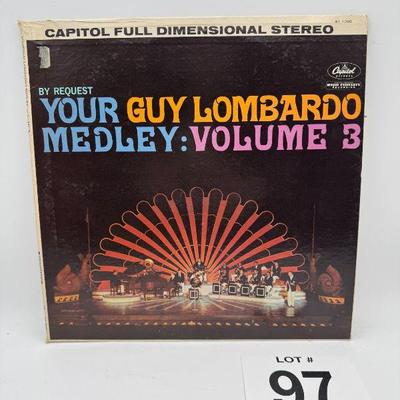 CAPITOL FULL DIMENSIONAL STEREO
BY REQUEST
Capitol
YOUR GUY LOMBARDO
MEDLEY: VOLUME 3
LOT #
97